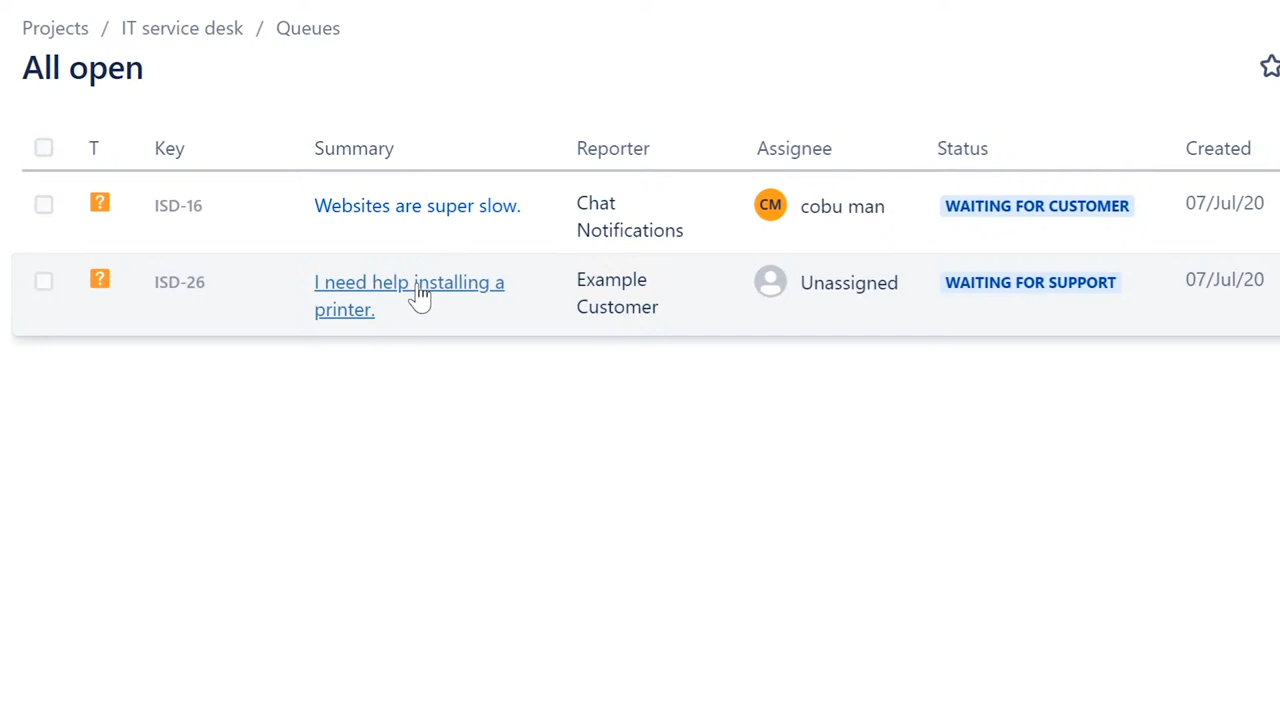 Projects / IT service desk / Queues
All open
T Key Summary Reporter Assignee Status Created
? ISD-16 Websites are super slow. Chat Notifications CM cobu man WAITING FOR CUSTOMER 07/Jul/20
? ISD-26 I need help installing a printer. Example Customer Unassigned WAITING FOR SUPPORT 07/Jul/20